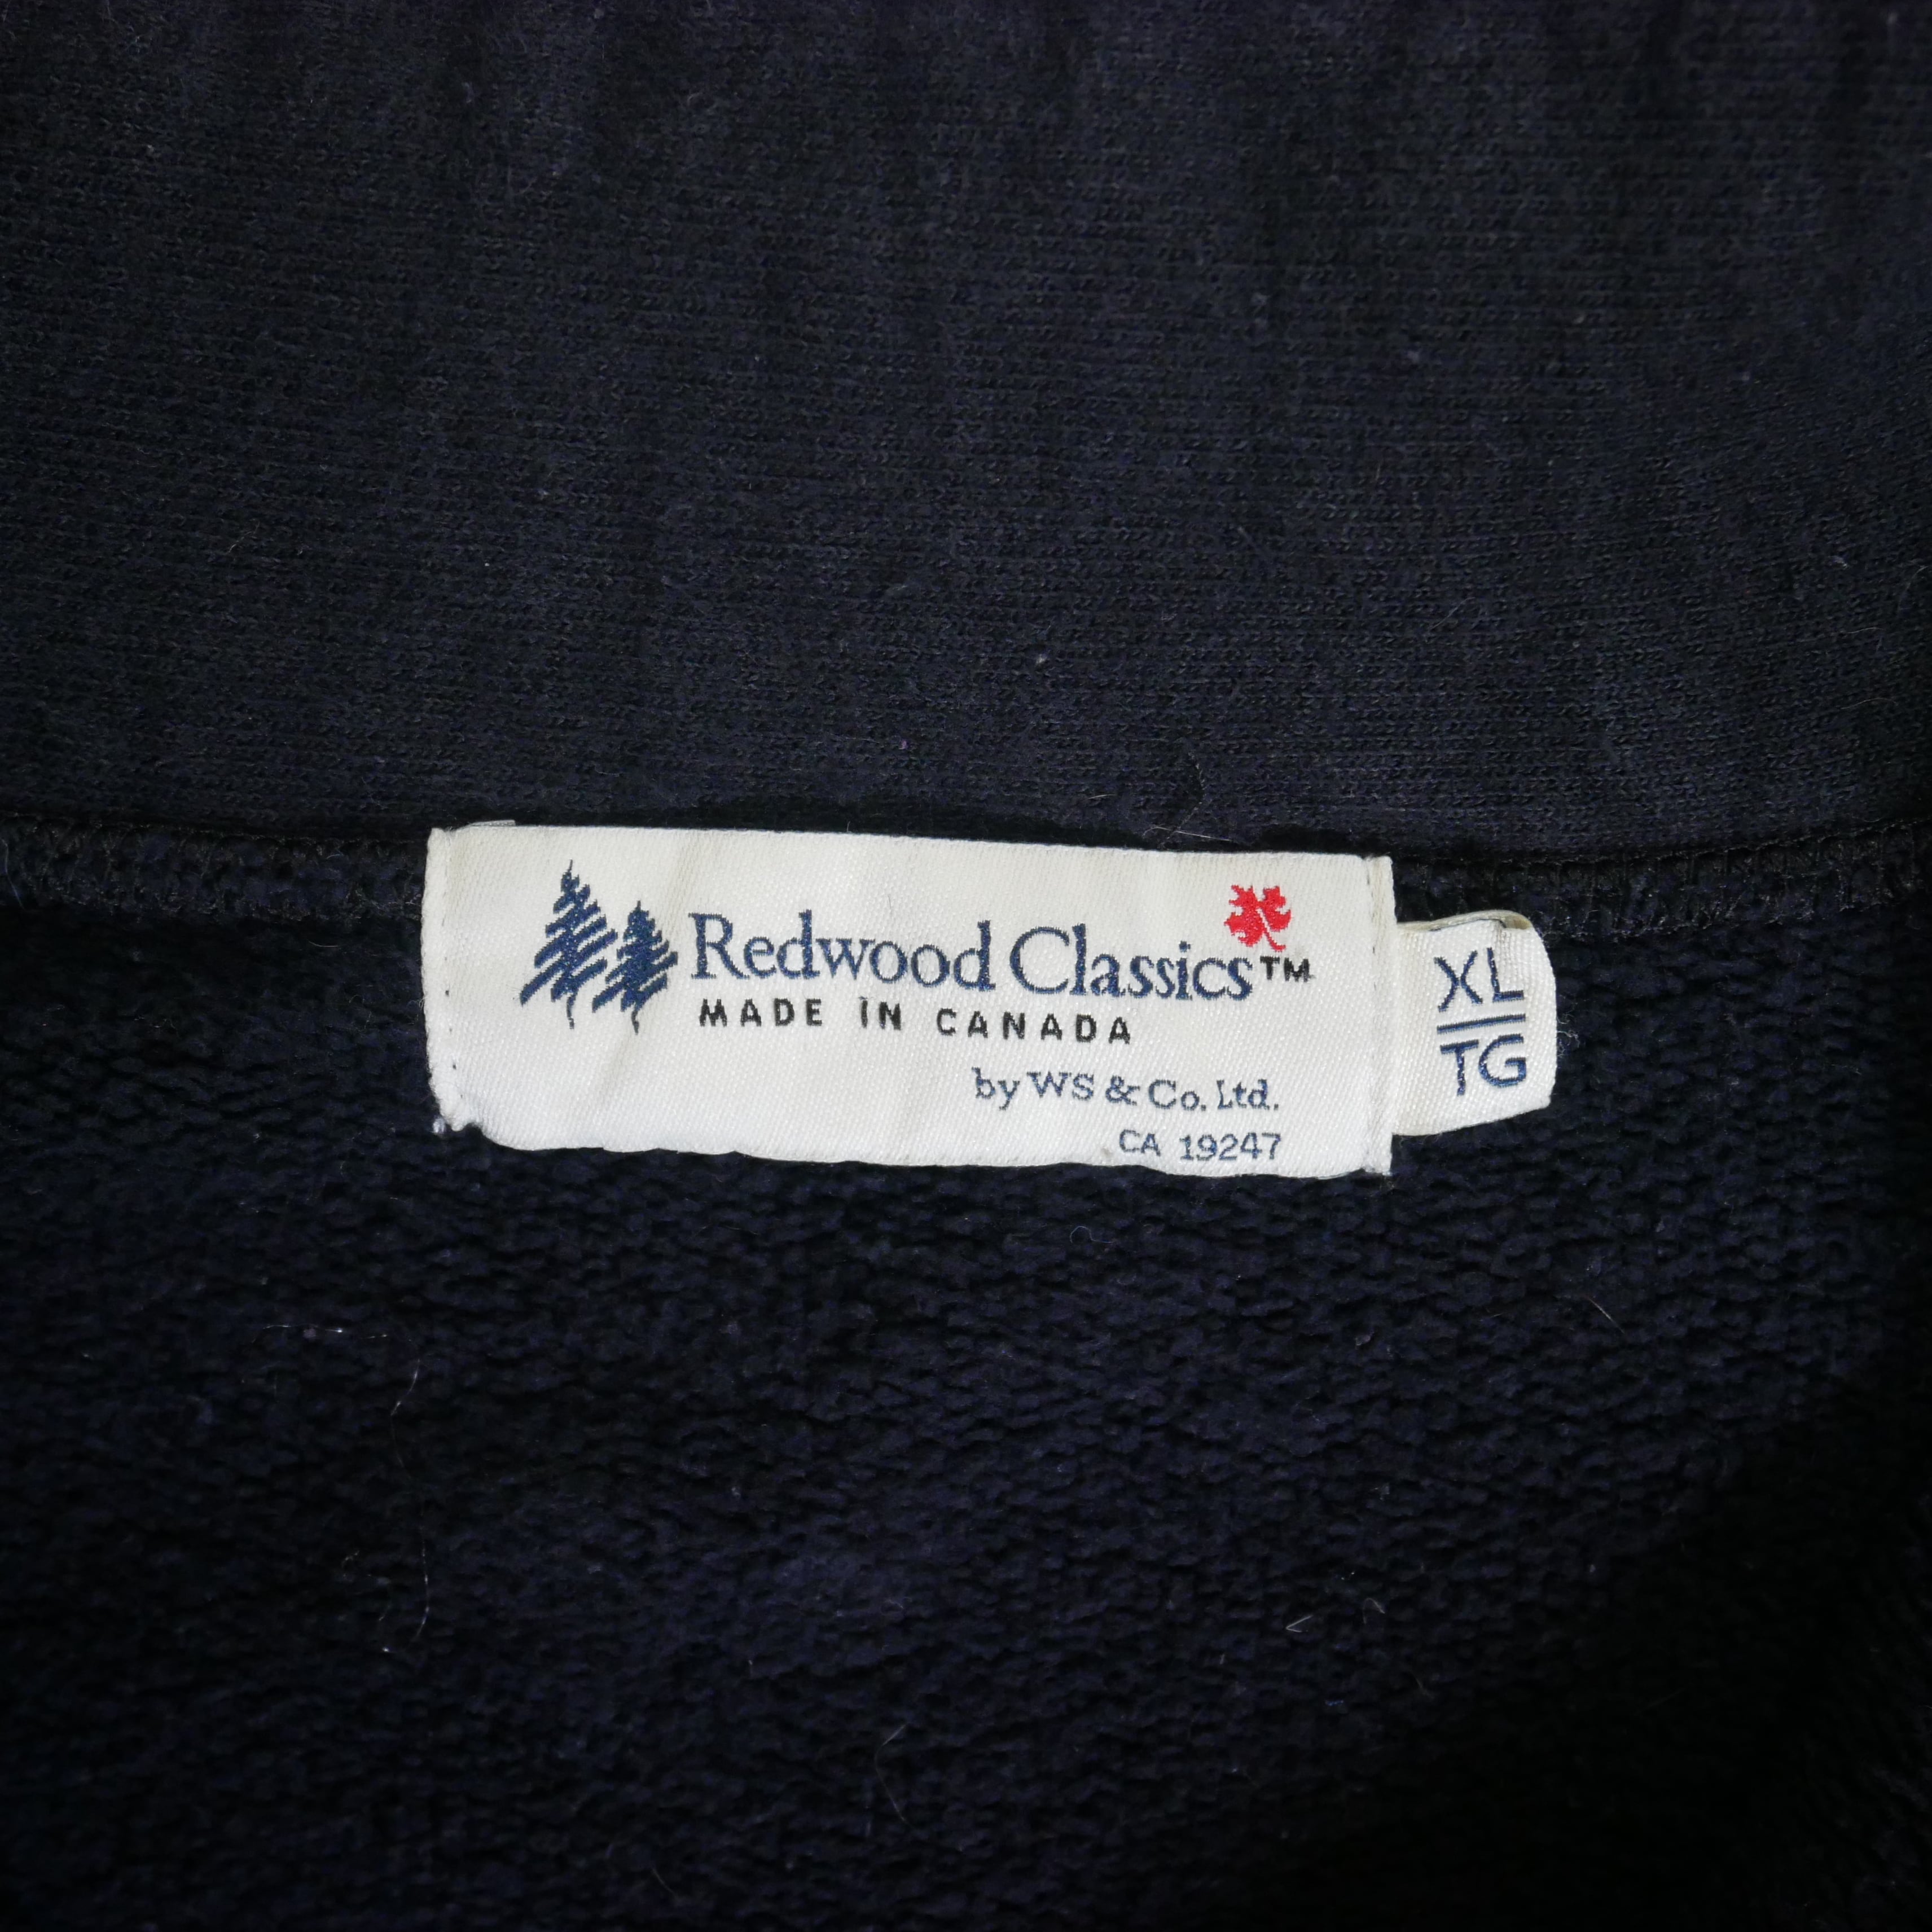 Redwood Classics™
MADE IN CANADA
by WS & Co. Ltd.
CA 19247
XL
TG